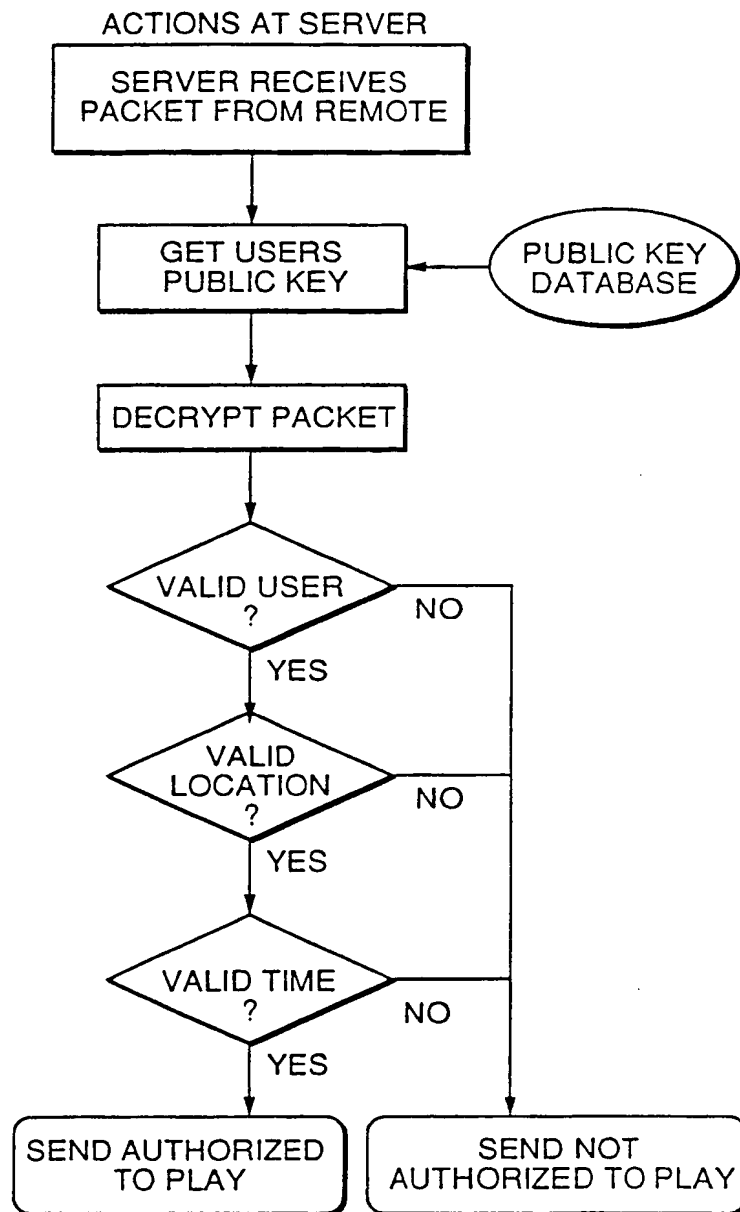 ACTIONS AT SERVER
SERVER RECEIVES
PACKET FROM REMOTE
GET USERS
PUBLIC KEY
PUBLIC KEY
DATABASE
DECRYPT PACKET
VALID USER
?
NO
YES
VALID
LOCATION
?
NO
YES
VALID TIME
?
NO
YES
SEND AUTHORIZED
TO PLAY
SEND NOT
AUTHORIZED TO PLAY